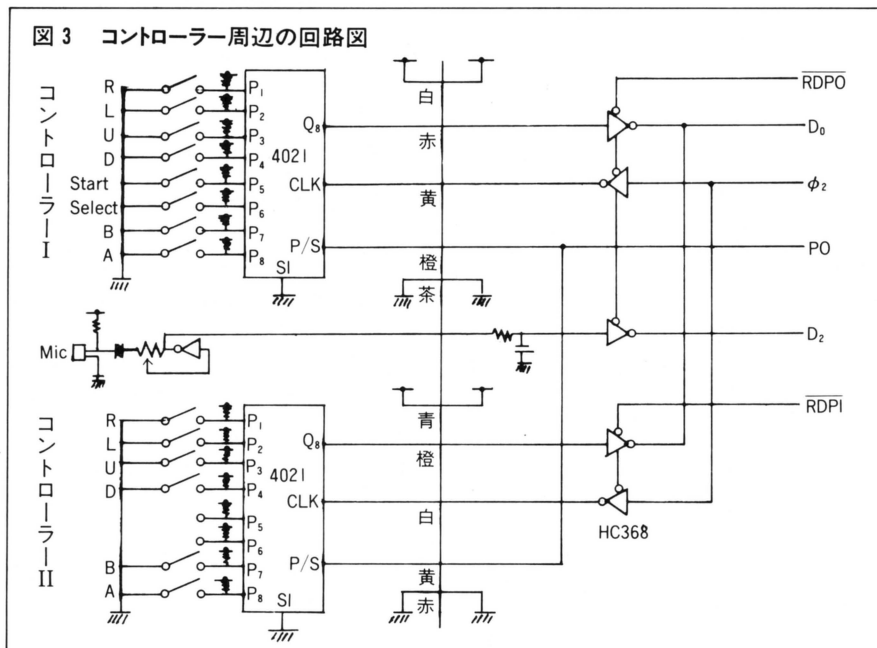 図 3 コントローラー周辺の回路図
コントローラーI
R
L
U
D
Start
Select
B
A
P₁
P₂
P₃
P₄
P₅
P₆
P₇
P₈
4021
Q₈
CLK
P/S
SI
白
赤
黄
橙
茶
R̅D̅P̅O̅
D₀
φ₂
PO
Mic
D₂
コントローラーII
R
L
U
D
B
A
P₁
P₂
P₃
P₄
P₅
P₆
P₇
P₈
4021
Q₈
CLK
P/S
SI
青
橙
白
黄
赤
R̅D̅P̅I̅
HC368